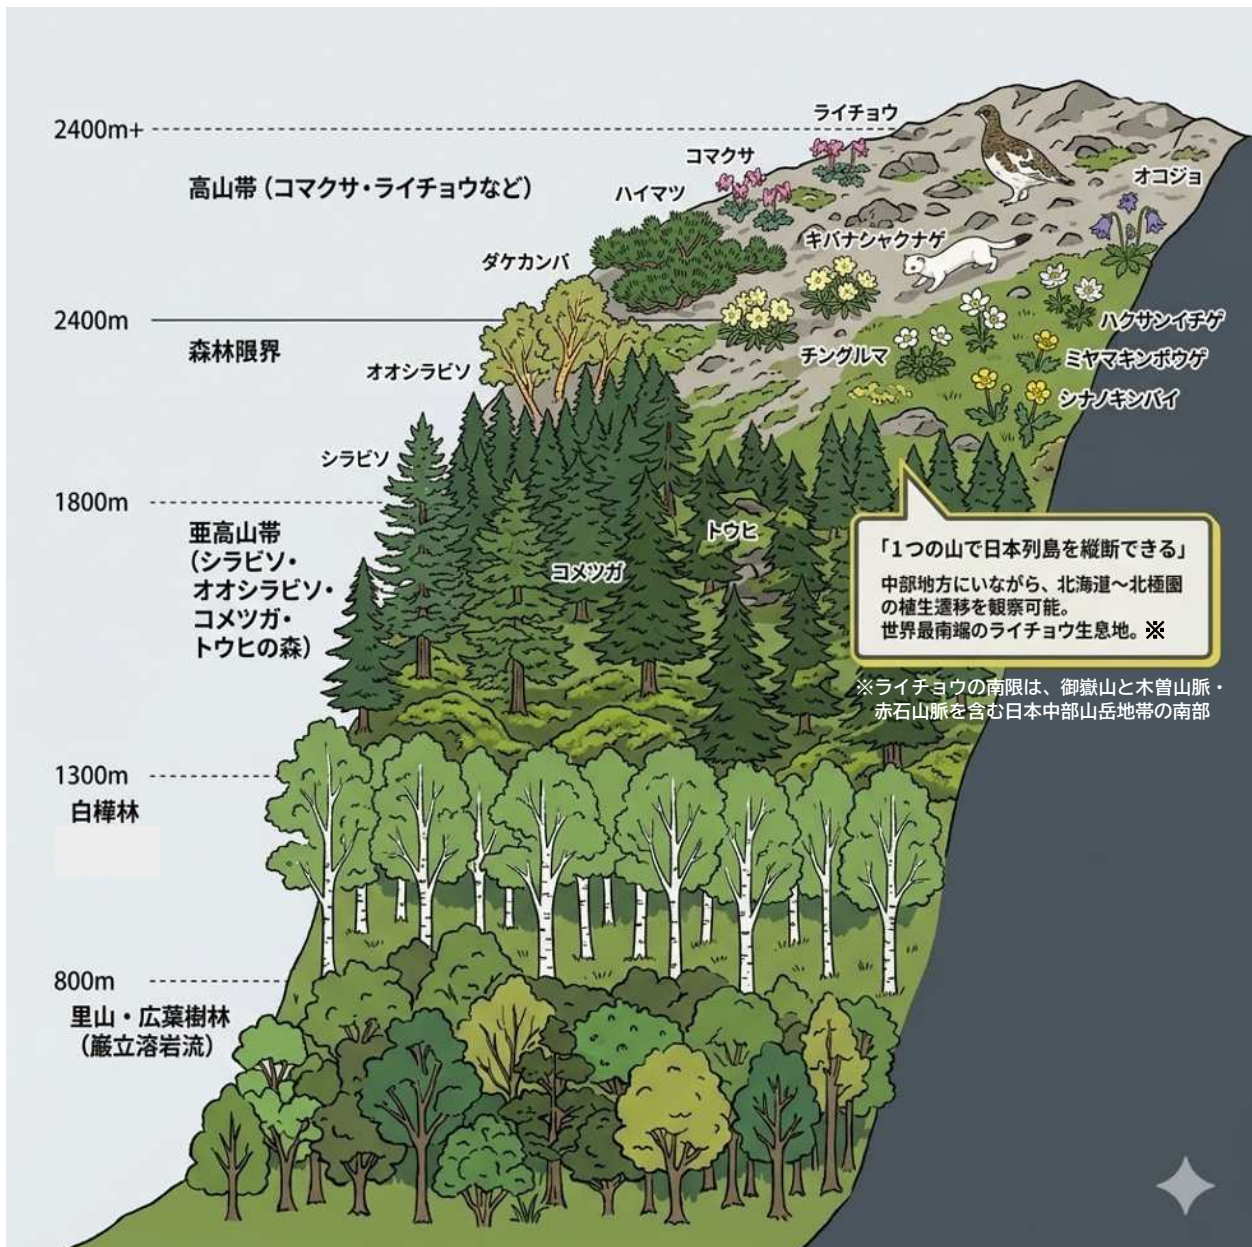 ライチョウ
2400m+
コマクサ
高山帯（コマクサ・ライチョウなど）
ハイマツ
オコジョ
キバナシャクナゲ
ダケカンバ
2400m
ハクサンイチゲ
森林限界
チングルマ
ミヤマキンポウゲ
オオシラビソ
シナノキンバイ
シラビソ
1800m
亜高山帯
（シラビソ・
オオシラビソ・
コメツガ・
トウヒの森）
トウヒ
コメツガ
「1つの山で日本列島を縦断できる」
中部地方にいながら、北海道～北極圏
の植生遷移を観察可能。
世界最南端のライチョウ生息地。※
※ライチョウの南限は、御嶽山と木曽山脈・
赤石山脈を含む日本中部山岳地帯の南部
1300m
白樺林
800m
里山・広葉樹林
（巌立溶岩流）